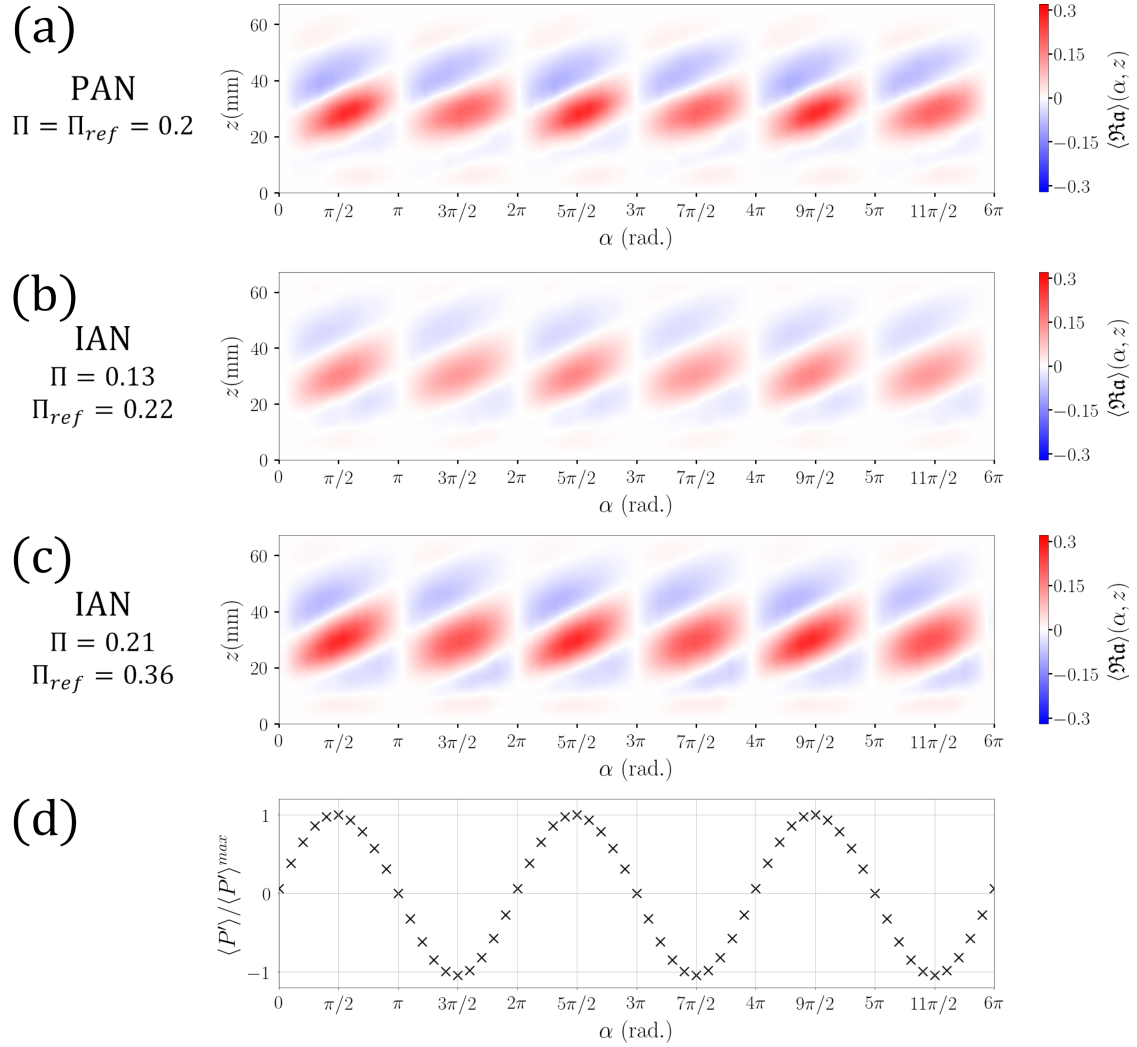 (a)
PAN
Π = Π_ref = 0.2
z(mm)
60
40
20
0
0 π/2 π 3π/2 2π 5π/2 3π 7π/2 4π 9π/2 5π 11π/2 6π
α (rad.)
0.3
0.15
0
−0.15
−0.3
⟨ℜ𝔞⟩(α, z)
(b)
IAN
Π = 0.13
Π_ref = 0.22
z(mm)
60
40
20
0
0 π/2 π 3π/2 2π 5π/2 3π 7π/2 4π 9π/2 5π 11π/2 6π
α (rad.)
0.3
0.15
0
−0.15
−0.3
⟨ℜ𝔞⟩(α, z)
(c)
IAN
Π = 0.21
Π_ref = 0.36
z(mm)
60
40
20
0
0 π/2 π 3π/2 2π 5π/2 3π 7π/2 4π 9π/2 5π 11π/2 6π
α (rad.)
0.3
0.15
0
−0.15
−0.3
⟨ℜ𝔞⟩(α, z)
(d)
⟨P′⟩/⟨P′⟩^max
1
0
−1
0 π/2 π 3π/2 2π 5π/2 3π 7π/2 4π 9π/2 5π 11π/2 6π
α (rad.)